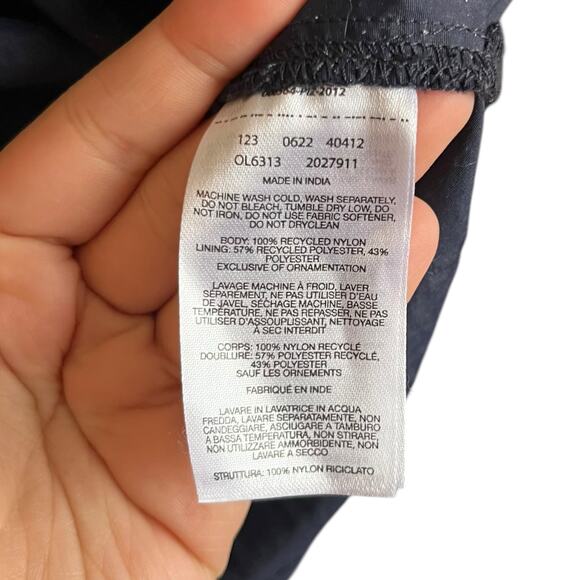 123 0622 40412
OL6313 2027911
MADE IN INDIA
MACHINE WASH COLD, WASH SEPARATELY,
DO NOT BLEACH, TUMBLE DRY LOW, DO
NOT IRON, DO NOT USE FABRIC SOFTENER,
DO NOT DRYCLEAN
BODY: 100% RECYCLED NYLON
LINING: 57% RECYCLED POLYESTER, 43%
POLYESTER
EXCLUSIVE OF ORNAMENTATION
LAVAGE MACHINE À FROID, LAVER
SÉPAREMENT, NE PAS UTILISER D'EAU
DE JAVEL, SÉCHAGE MACHINE, BASSE
TEMPÉRATURE, NE PAS REPASSER, NE PAS
UTILISER D'ASSOUPLISSANT, NETTOYAGE
À SEC INTERDIT
CORPS: 100% NYLON RECYCLÉ
DOUBLURE: 57% POLYESTER RECYCLÉ,
43% POLYESTER
SAUF LES ORNEMENTS
FABRIQUÉ EN INDE
LAVARE IN LAVATRICE IN ACQUA
FREDDA, LAVARE SEPARATAMENTE, NON
CANDEGGIARE, ASCIUGARE A TAMBURO
A BASSA TEMPERATURA, NON STIRARE,
NON UTILIZZARE AMMORBIDENTE, NON
LAVARE A SECCO
STRUTTURA: 100% NYLON RICICLATO